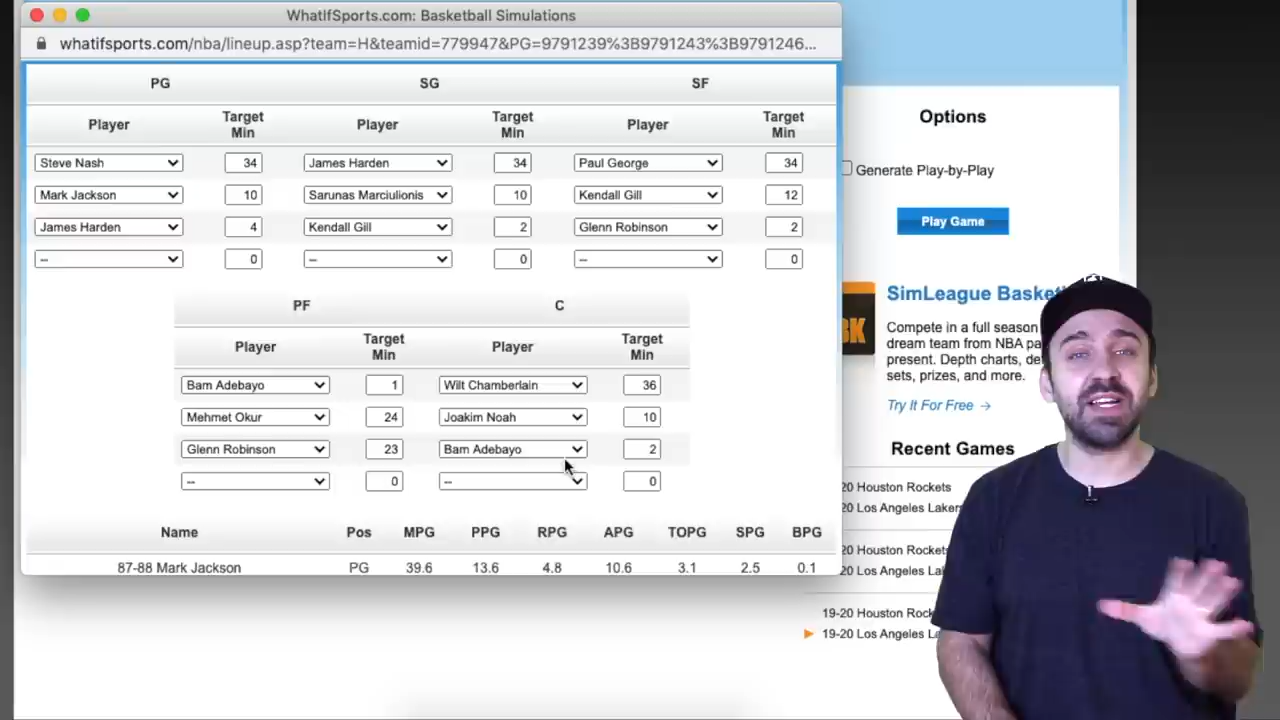 WhatIfSports.com: Basketball Simulations
whatifsports.com/nba/lineup.asp?team=H&teamid=779947&PG=9791239%3B9791243%3B9791246...
PG SG SF
Player Target Min Player Target Min Player Target Min
Steve Nash 34 James Harden 34 Paul George 34
Mark Jackson 10 Sarunas Marciulionis 10 Kendall Gill 12
James Harden 4 Kendall Gill 2 Glenn Robinson 2
-- 0 -- 0 -- 0
PF C
Player Target Min Player Target Min
Bam Adebayo 1 Wilt Chamberlain 36
Mehmet Okur 24 Joakim Noah 10
Glenn Robinson 23 Bam Adebayo 2
-- 0 -- 0
Name Pos MPG PPG RPG APG TOPG SPG BPG
87-88 Mark Jackson PG 39.6 13.6 4.8 10.6 3.1 2.5 0.1
Options
Generate Play-by-Play
Play Game
BK
SimLeague Basket
Compete in a full season
dream team from NBA pa
present. Depth charts, de
sets, prizes, and more.
Try It For Free →
Recent Games
20 Houston Rockets
20 Los Angeles Lakers
20 Houston Rockets
20 Los Angeles Lak
19-20 Houston Rock
19-20 Los Angeles La